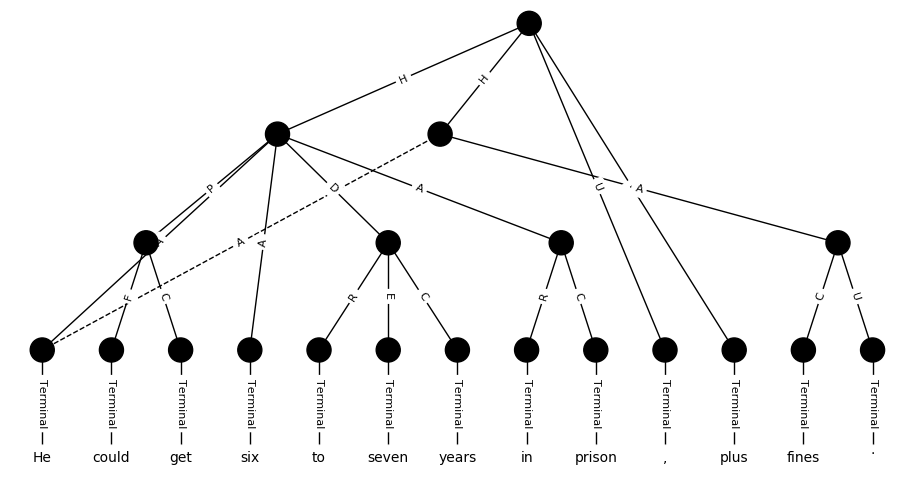 H H
P D A U A
A A A
F C R E C R C C U
Terminal Terminal Terminal Terminal Terminal Terminal Terminal Terminal Terminal Terminal Terminal Terminal Terminal
He could get six to seven years in prison , plus fines .